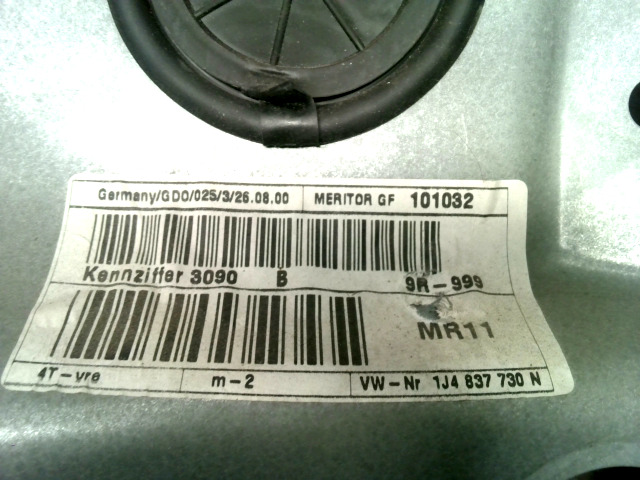 Germany/GDO/025/3/26.08.00 MERITOR GF 101032
Kennziffer 3090 B 9R-999
MR11
4T-vre m-2 VW-Nr 1J4 837 730 N